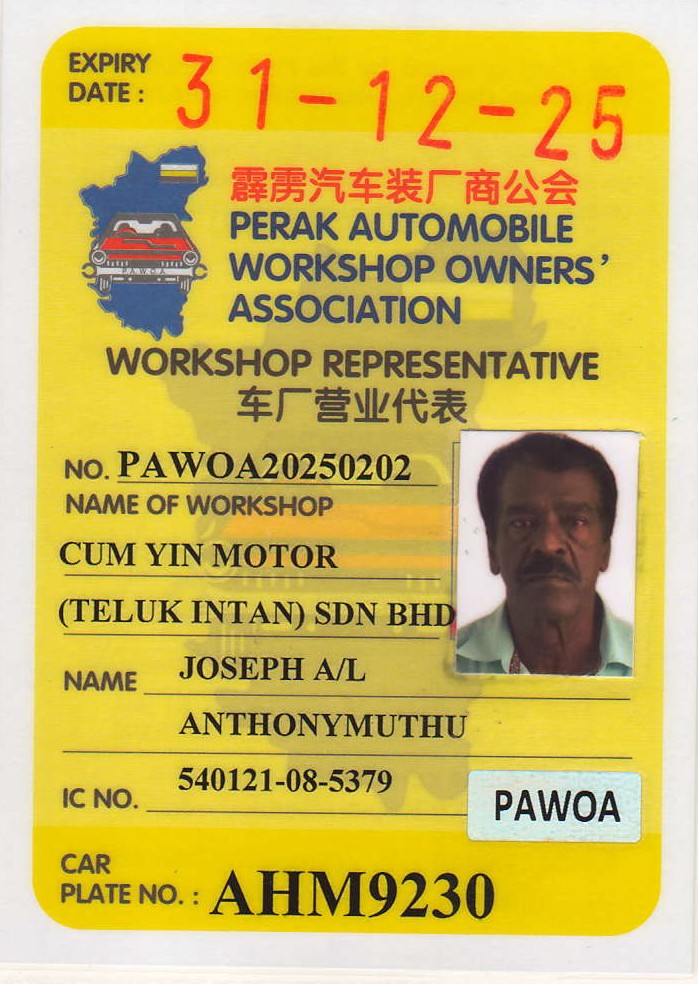 EXPIRY
DATE : 31-12-25
霹雳汽车装厂商公会
PERAK AUTOMOBILE
WORKSHOP OWNERS'
ASSOCIATION
P.A.W.O.A.
WORKSHOP REPRESENTATIVE
车厂营业代表
NO. PAWOA20250202
NAME OF WORKSHOP
CUM YIN MOTOR
(TELUK INTAN) SDN BHD
NAME JOSEPH A/L
ANTHONYMUTHU
IC NO. 540121-08-5379
PAWOA
CAR
PLATE NO. : AHM9230